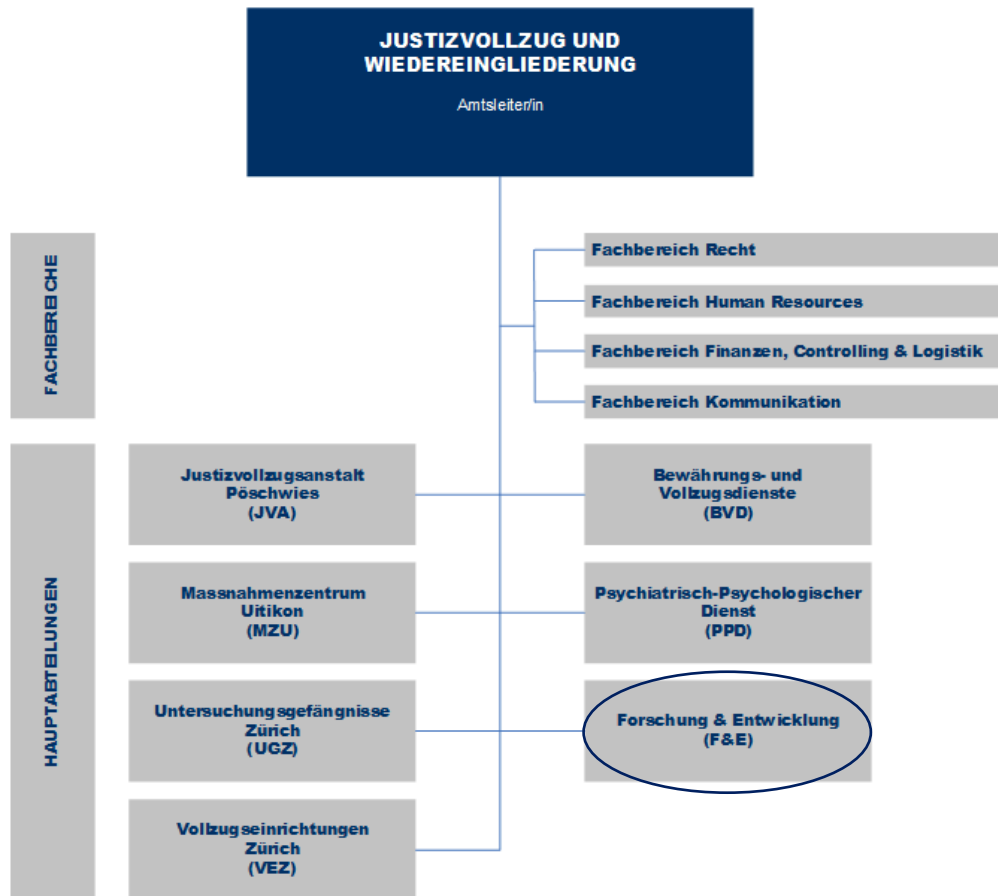 JUSTIZVOLLZUG UND
WIEDEREINGLIEDERUNG
Amtsleiter/in
FACHBEREICHE
Fachbereich Recht
Fachbereich Human Resources
Fachbereich Finanzen, Controlling & Logistik
Fachbereich Kommunikation
HAUPTABTEILUNGEN
Justizvollzugsanstalt
Pöschwies
(JVA)
Bewährungs- und
Vollzugsdienste
(BVD)
Massnahmenzentrum
Uitikon
(MZU)
Psychiatrisch-Psychologischer
Dienst
(PPD)
Untersuchungsgefängnisse
Zürich
(UGZ)
Forschung & Entwicklung
(F&E)
Vollzugseinrichtungen
Zürich
(VEZ)